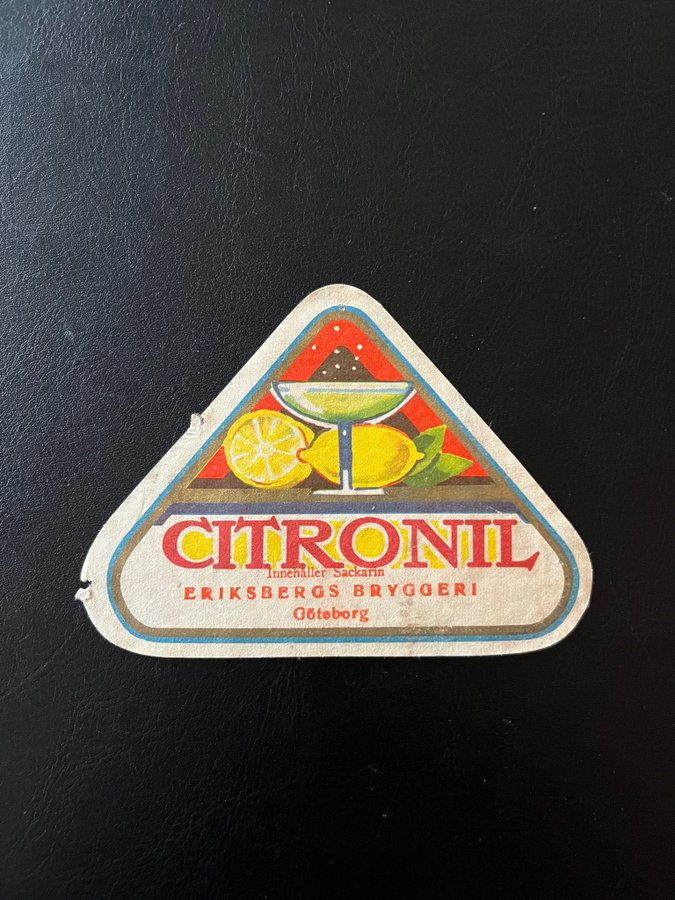 CITRONIL
Innehåller Sackarin
ERIKSBERGS BRYGGERI
Göteborg